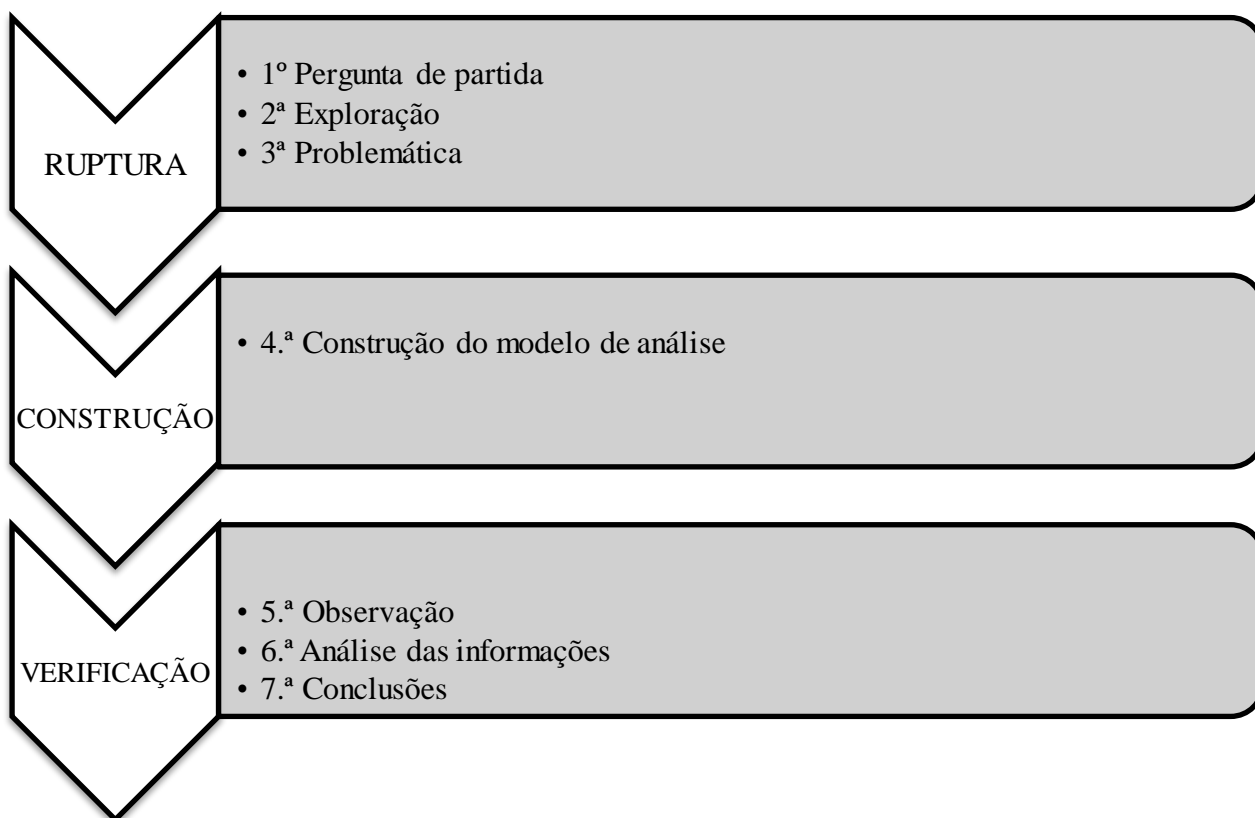 RUPTURA
• 1º Pergunta de partida
• 2ª Exploração
• 3ª Problemática
CONSTRUÇÃO
• 4.ª Construção do modelo de análise
VERIFICAÇÃO
• 5.ª Observação
• 6.ª Análise das informações
• 7.ª Conclusões